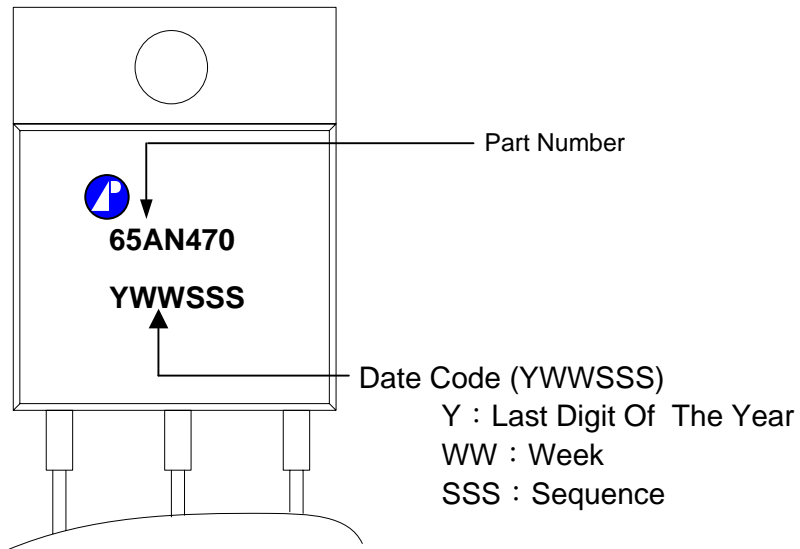 Part Number
65AN470
YWWSSS
Date Code (YWWSSS)
Y：Last Digit Of The Year
WW：Week
SSS：Sequence